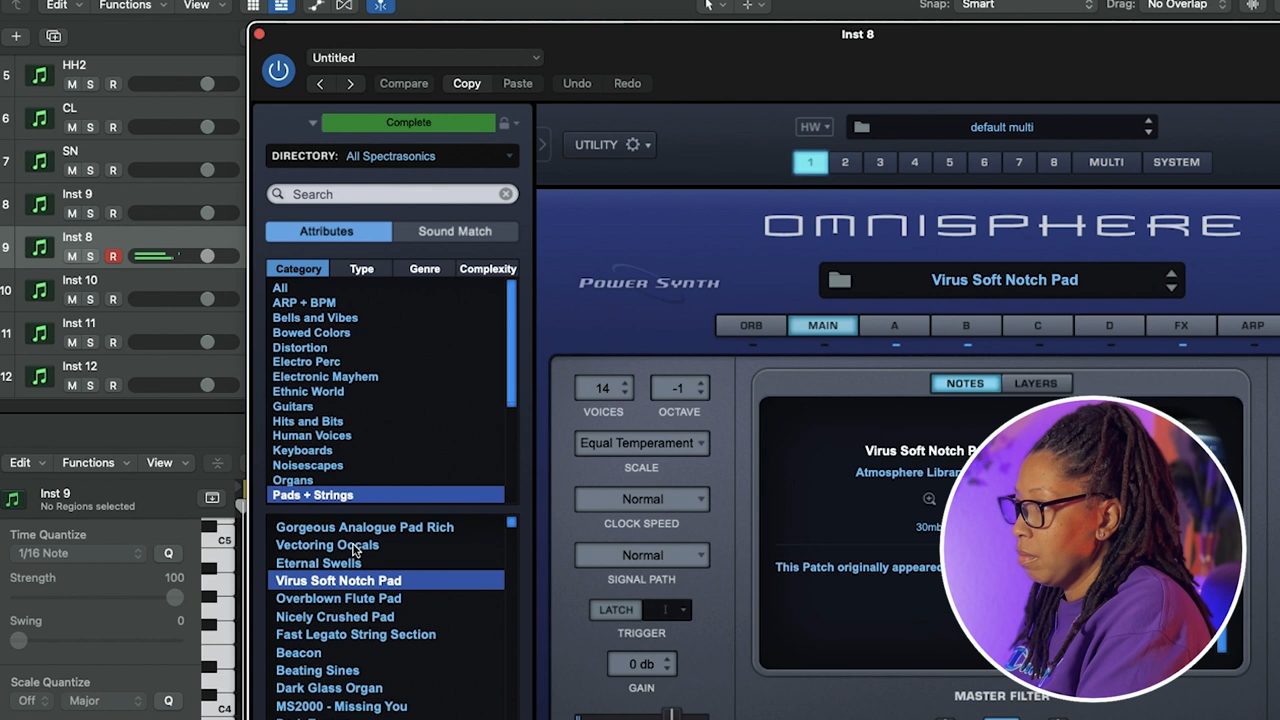 Edit Functions View Snap: Smart Drag: No Overlap
Inst 8
5 HH2
M S R
6 CL
M S R
7 SN
M S R
8 Inst 9
M S R
9 Inst 8
M S R
10 Inst 10
M S R
11 Inst 11
M S R
12 Inst 12
M S R
Edit Functions View
Inst 9
No Regions selected
Time Quantize
1/16 Note Q
Strength 100
Swing 0
Scale Quantize
Off Major Q
C5
C4
Untitled
Compare Copy Paste Undo Redo
Complete
DIRECTORY: All Spectrasonics
Search
Attributes Sound Match
Category Type Genre Complexity
All
ARP + BPM
Bells and Vibes
Bowed Colors
Distortion
Electro Perc
Electronic Mayhem
Ethnic World
Guitars
Hits and Bits
Human Voices
Keyboards
Noisescapes
Organs
Pads + Strings
Gorgeous Analogue Pad Rich
Vectoring
Eternal Swells
Virus Soft Notch Pad
Overblown Flute Pad
Nicely Crushed Pad
Fast Legato String Section
Beacon
Beating Sines
Dark Glass Organ
MS2000 - Missing You
UTILITY HW default multi
1 2 3 4 5 6 7 8 MULTI SYSTEM
OMNISPHERE
POWER SYNTH Virus Soft Notch Pad
ORB MAIN A B C D FX ARP
14 -1
VOICES OCTAVE
Equal Temperament
SCALE
Normal
CLOCK SPEED
Normal
SIGNAL PATH
LATCH
TRIGGER
0 db
GAIN
NOTES LAYERS
Virus Soft Notch
Atmosphere
This Patch originally appeared
MASTER FILTER